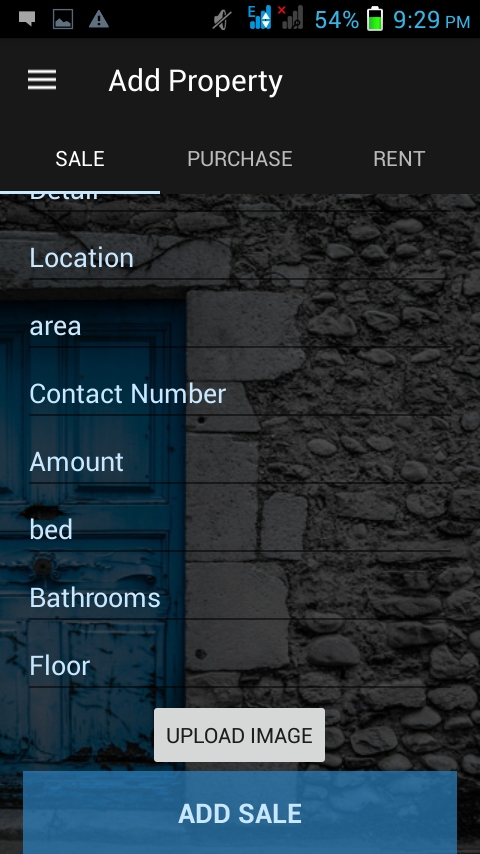 E
54%
9:29 PM
Add Property
SALE
PURCHASE
RENT
Detail
Location
area
Contact Number
Amount
bed
Bathrooms
Floor
UPLOAD IMAGE
ADD SALE